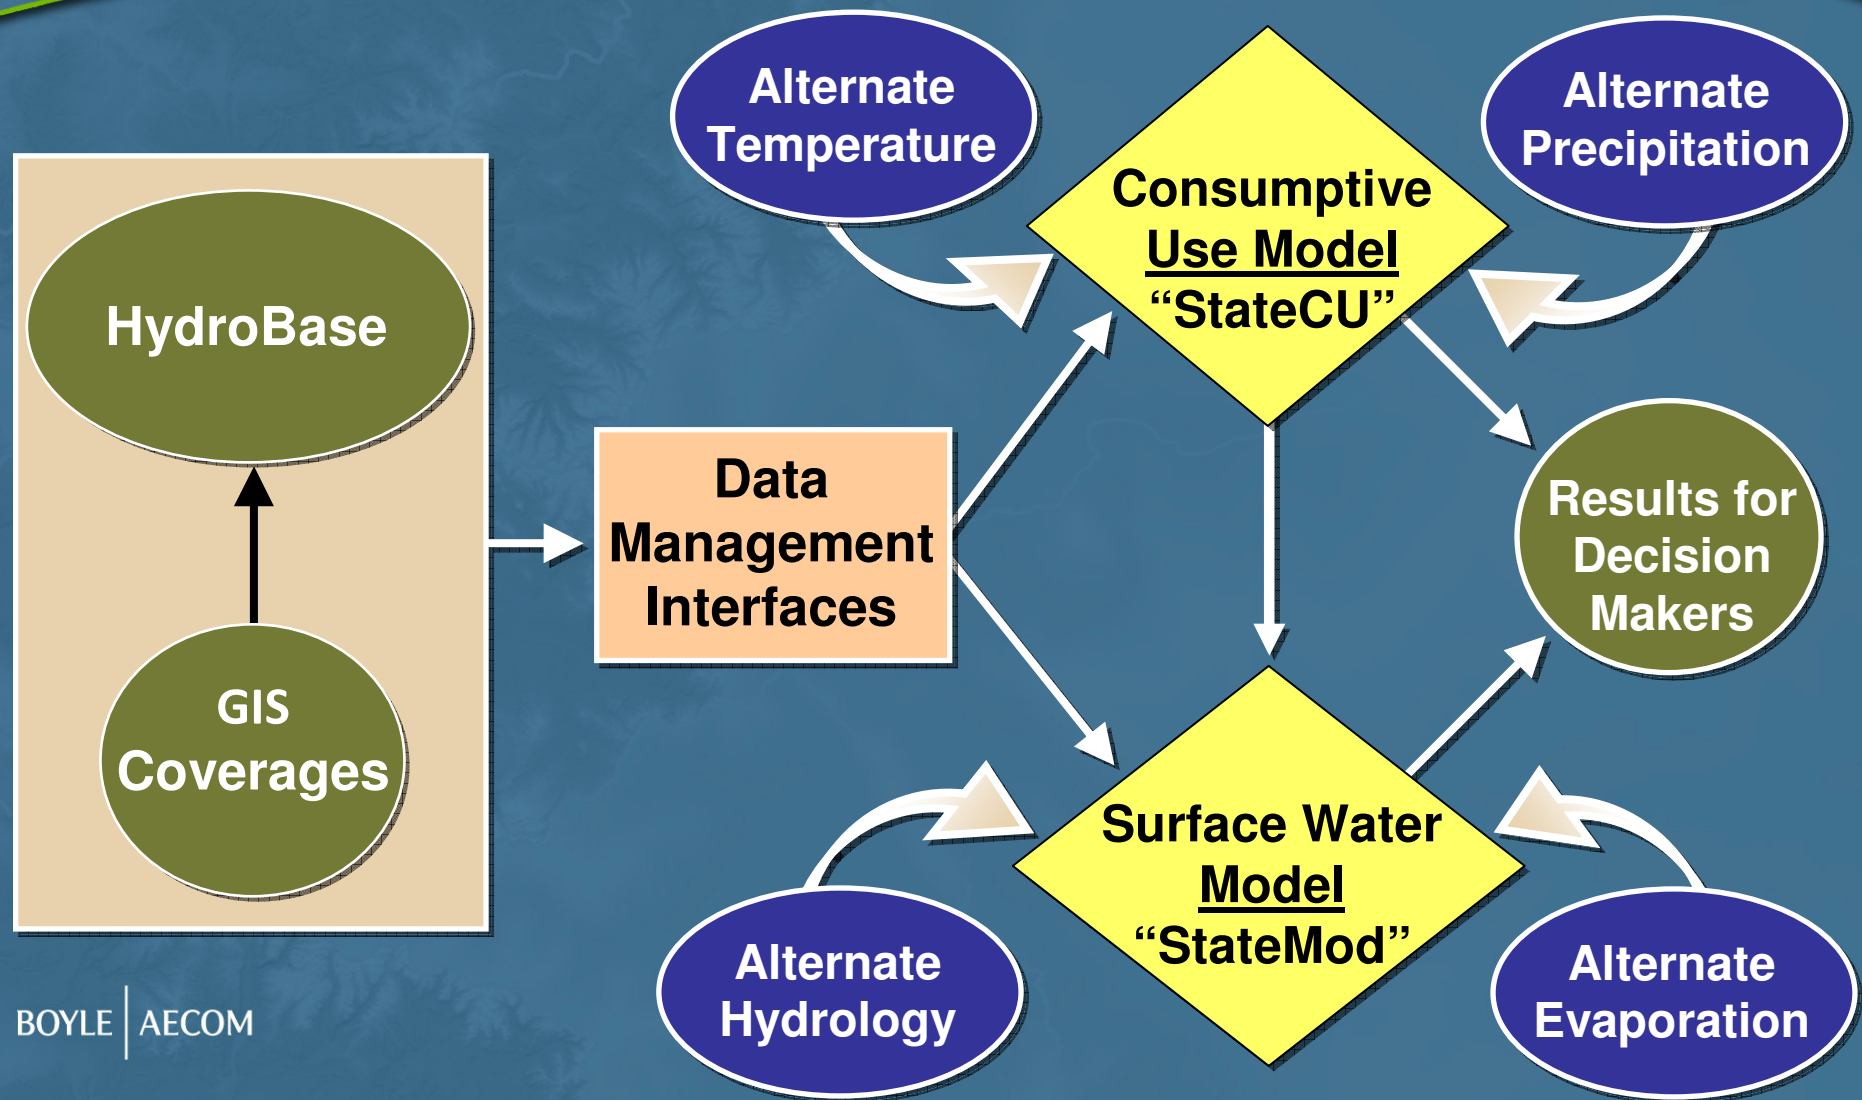 Alternate
Temperature
Consumptive
Use Model
“StateCU”
Alternate
Precipitation
HydroBase
GIS
Coverages
Data
Management
Interfaces
Results for
Decision
Makers
Surface Water
Model
“StateMod”
Alternate
Hydrology
Alternate
Evaporation
BOYLE | AECOM